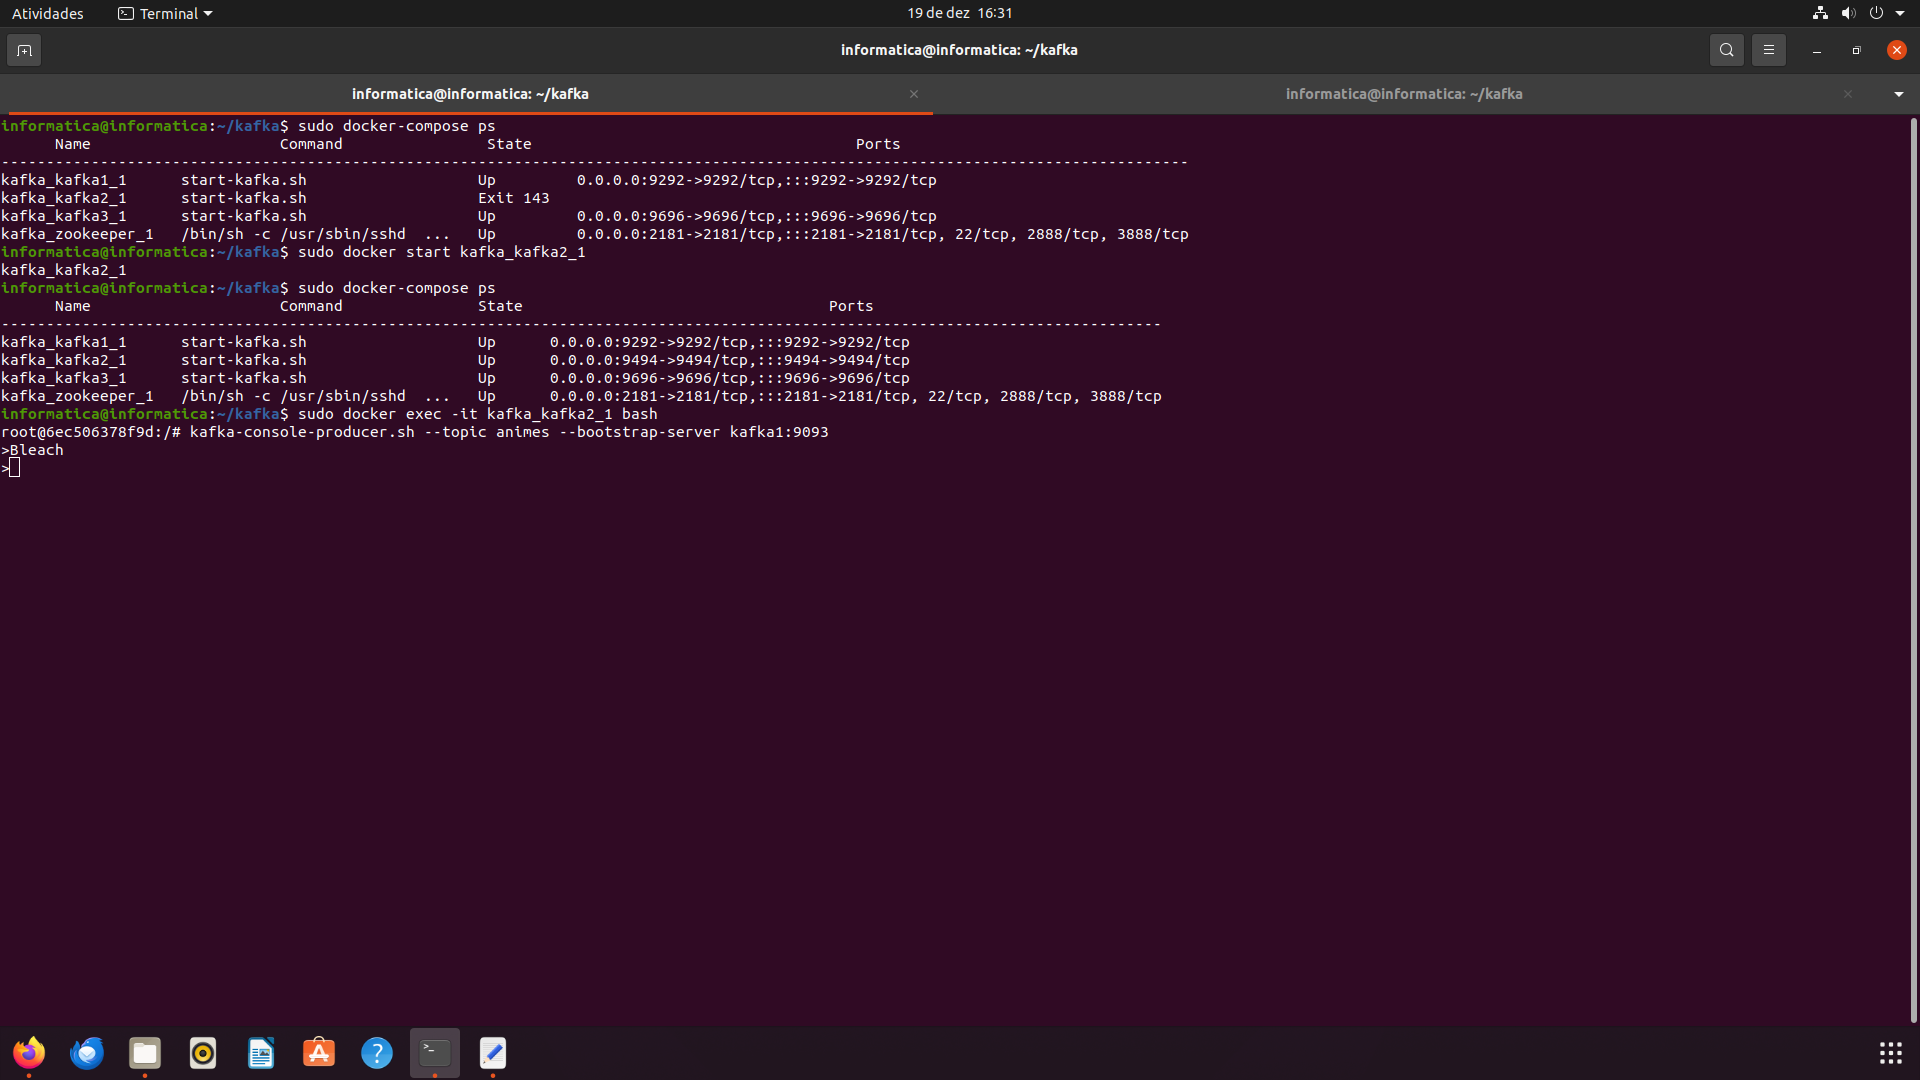 Atividades Terminal 19 de dez 16:31
informatica@informatica: ~/kafka
informatica@informatica: ~/kafka informatica@informatica: ~/kafka
informatica@informatica:~/kafka$ sudo docker-compose ps
Name Command State Ports
------------------------------------------------------------------------------------------------------------------------------------
kafka_kafka1_1 start-kafka.sh Up 0.0.0.0:9292->9292/tcp,:::9292->9292/tcp
kafka_kafka2_1 start-kafka.sh Exit 143
kafka_kafka3_1 start-kafka.sh Up 0.0.0.0:9696->9696/tcp,:::9696->9696/tcp
kafka_zookeeper_1 /bin/sh -c /usr/sbin/sshd ... Up 0.0.0.0:2181->2181/tcp,:::2181->2181/tcp, 22/tcp, 2888/tcp, 3888/tcp
informatica@informatica:~/kafka$ sudo docker start kafka_kafka2_1
kafka_kafka2_1
informatica@informatica:~/kafka$ sudo docker-compose ps
Name Command State Ports
---------------------------------------------------------------------------------------------------------------------------------
kafka_kafka1_1 start-kafka.sh Up 0.0.0.0:9292->9292/tcp,:::9292->9292/tcp
kafka_kafka2_1 start-kafka.sh Up 0.0.0.0:9494->9494/tcp,:::9494->9494/tcp
kafka_kafka3_1 start-kafka.sh Up 0.0.0.0:9696->9696/tcp,:::9696->9696/tcp
kafka_zookeeper_1 /bin/sh -c /usr/sbin/sshd ... Up 0.0.0.0:2181->2181/tcp,:::2181->2181/tcp, 22/tcp, 2888/tcp, 3888/tcp
informatica@informatica:~/kafka$ sudo docker exec -it kafka_kafka2_1 bash
root@6ec506378f9d:/# kafka-console-producer.sh --topic animes --bootstrap-server kafka1:9093
>Bleach
>